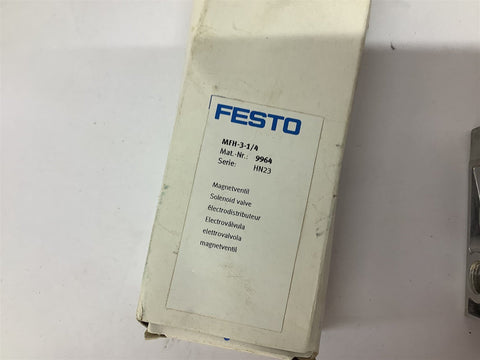 FESTO
MFH-3-1/4
Mat.-Nr.: 9964
Serie: HN23
Magnetventil
Solenoid valve
électrodistributeur
Electroválvula
elettrovalvola
magnetventil